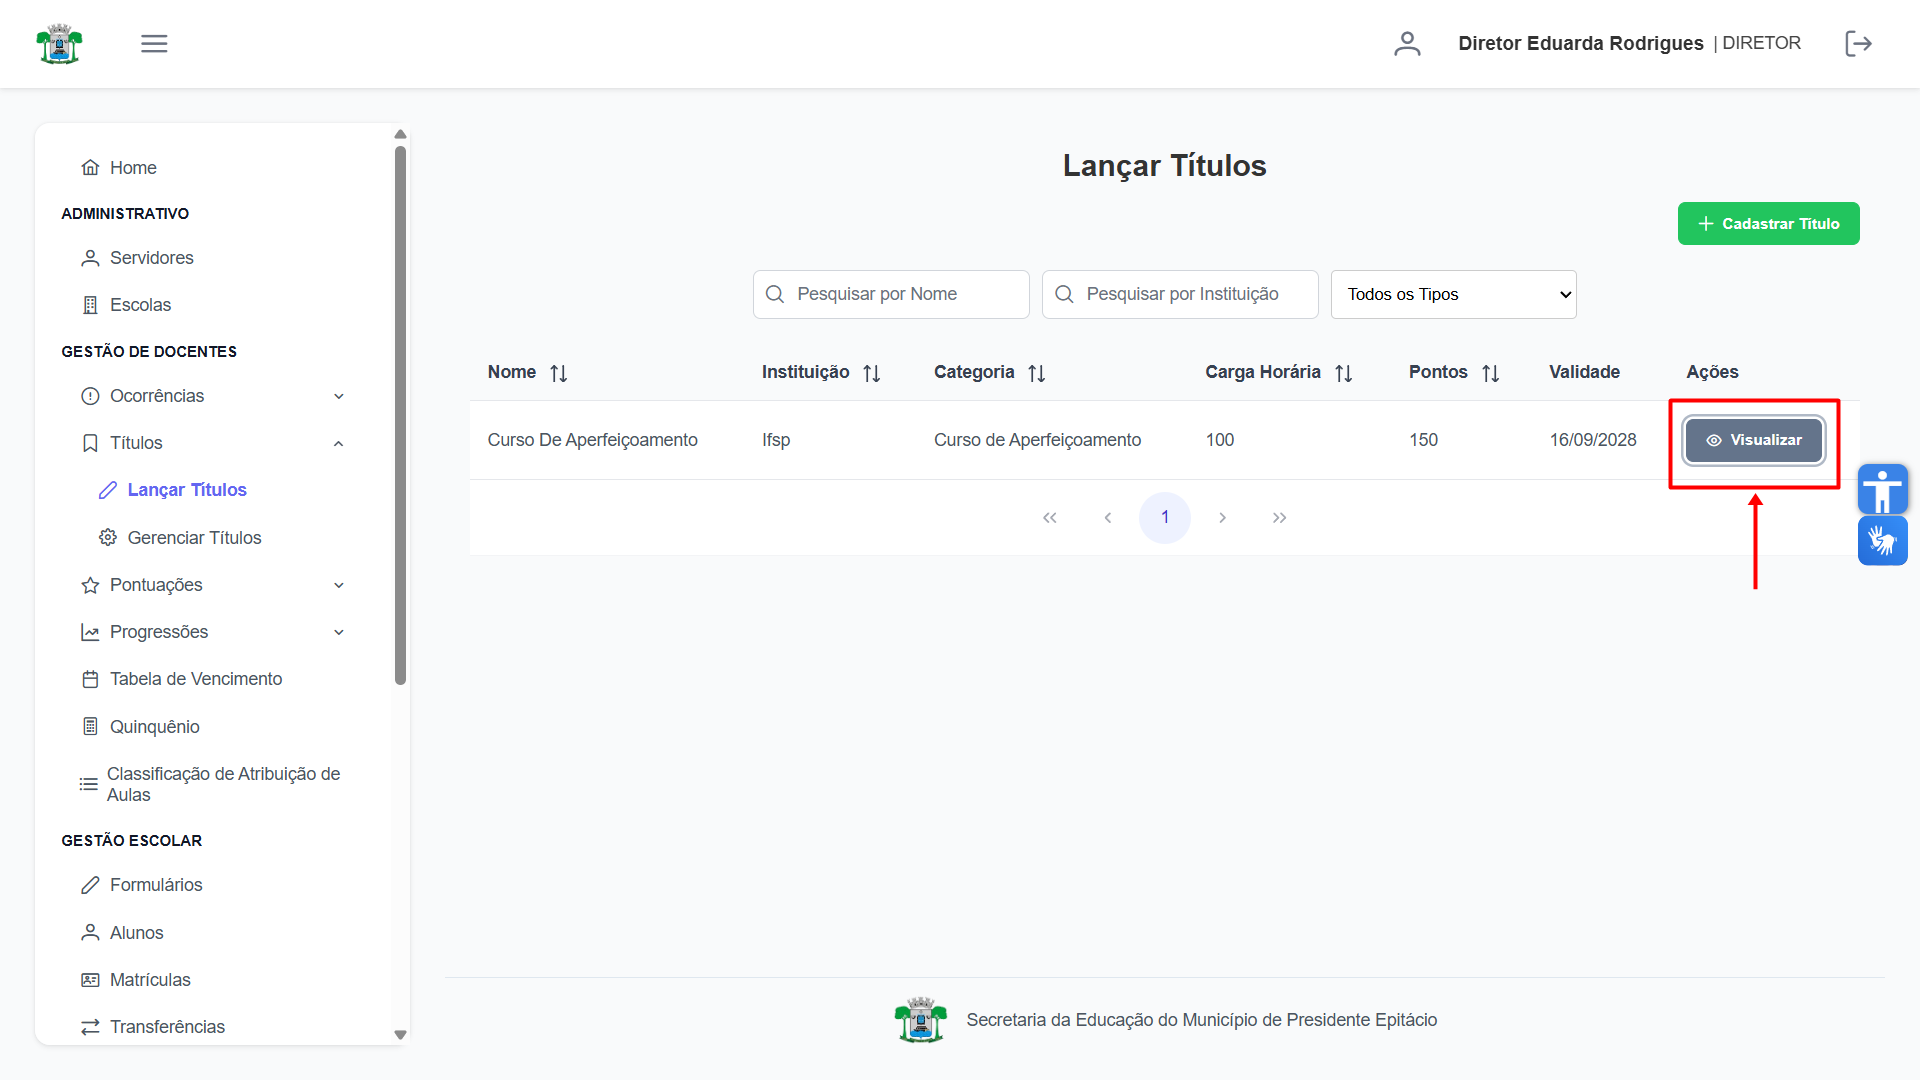 Diretor Eduarda Rodrigues | DIRETOR
Home
ADMINISTRATIVO
Servidores
Escolas
GESTÃO DE DOCENTES
Ocorrências
Títulos
Lançar Títulos
Gerenciar Títulos
Pontuações
Progressões
Tabela de Vencimento
Quinquênio
Classificação de Atribuição de
Aulas
GESTÃO ESCOLAR
Formulários
Alunos
Matrículas
Transferências
Lançar Títulos
Cadastrar Título
Pesquisar por Nome
Pesquisar por Instituição
Todos os Tipos
Nome Instituição Categoria Carga Horária Pontos Validade Ações
Curso De Aperfeiçoamento Ifsp Curso de Aperfeiçoamento 100 150 16/09/2028 Visualizar
1
Secretaria da Educação do Município de Presidente Epitácio